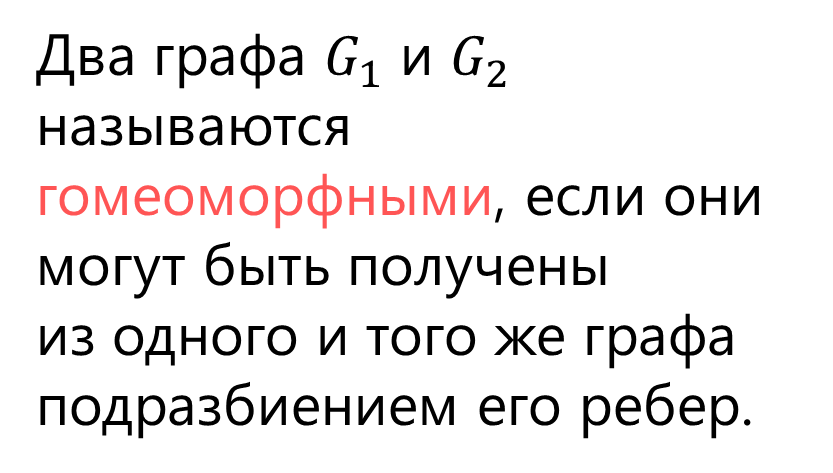 Два графа 𝐺₁ и 𝐺₂
называются
гомеоморфными, если они
могут быть получены
из одного и того же графа
подразбиением его ребер.